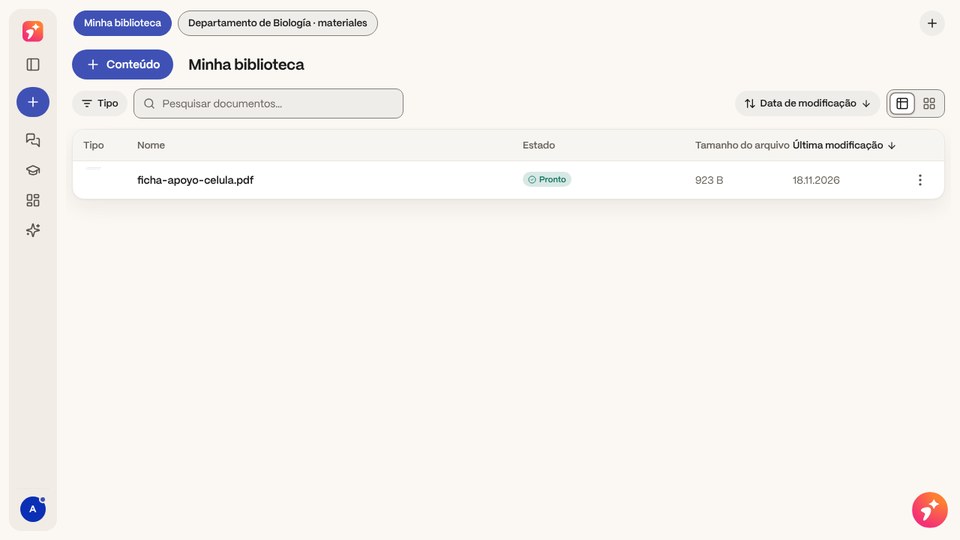 Minha biblioteca
Departamento de Biología · materiales
Conteúdo
Minha biblioteca
Tipo
Pesquisar documentos...
Data de modificação
Tipo Nome Estado Tamanho do arquivo Última modificação
ficha-apoyo-celula.pdf Pronto 923 B 18.11.2026
A